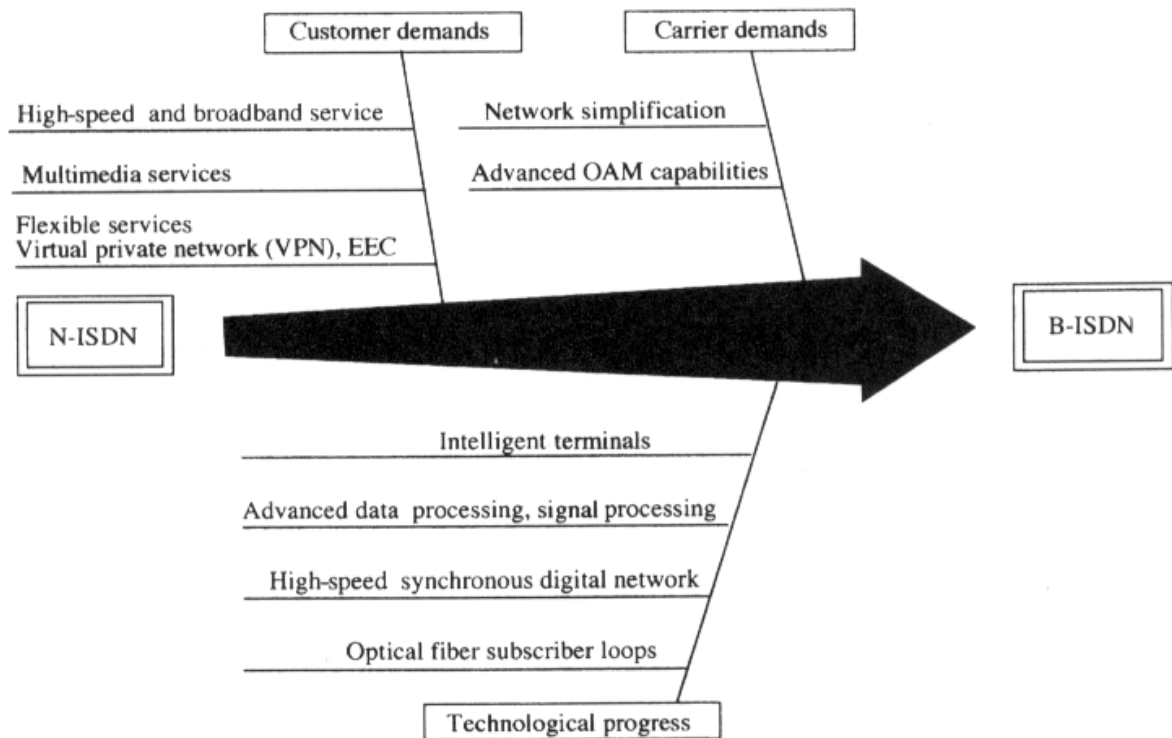 Customer demands
Carrier demands
High-speed and broadband service
Network simplification
Multimedia services
Advanced OAM capabilities
Flexible services
Virtual private network (VPN), EEC
N-ISDN
B-ISDN
Intelligent terminals
Advanced data processing, signal processing
High-speed synchronous digital network
Optical fiber subscriber loops
Technological progress